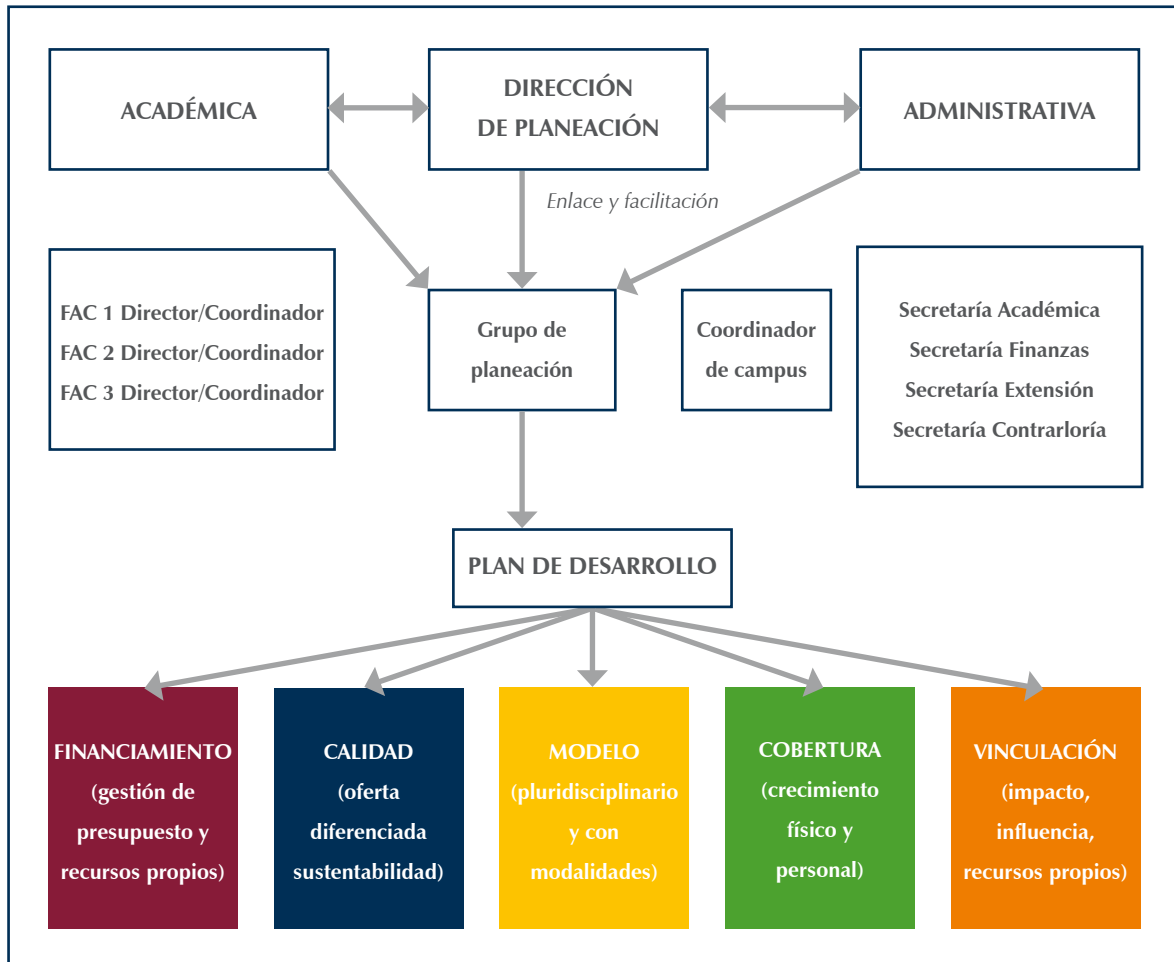 ACADÉMICA
DIRECCIÓN
DE PLANEACIÓN
ADMINISTRATIVA
Enlace y facilitación
FAC 1 Director/Coordinador
FAC 2 Director/Coordinador
FAC 3 Director/Coordinador
Grupo de
planeación
Coordinador
de campus
Secretaría Académica
Secretaría Finanzas
Secretaría Extensión
Secretaría Contrarloría
PLAN DE DESARROLLO
FINANCIAMIENTO
(gestión de
presupuesto y
recursos propios)
CALIDAD
(oferta
diferenciada
sustentabilidad)
MODELO
(pluridisciplinario
y con
modalidades)
COBERTURA
(crecimiento
físico y
personal)
VINCULACIÓN
(impacto,
influencia,
recursos propios)